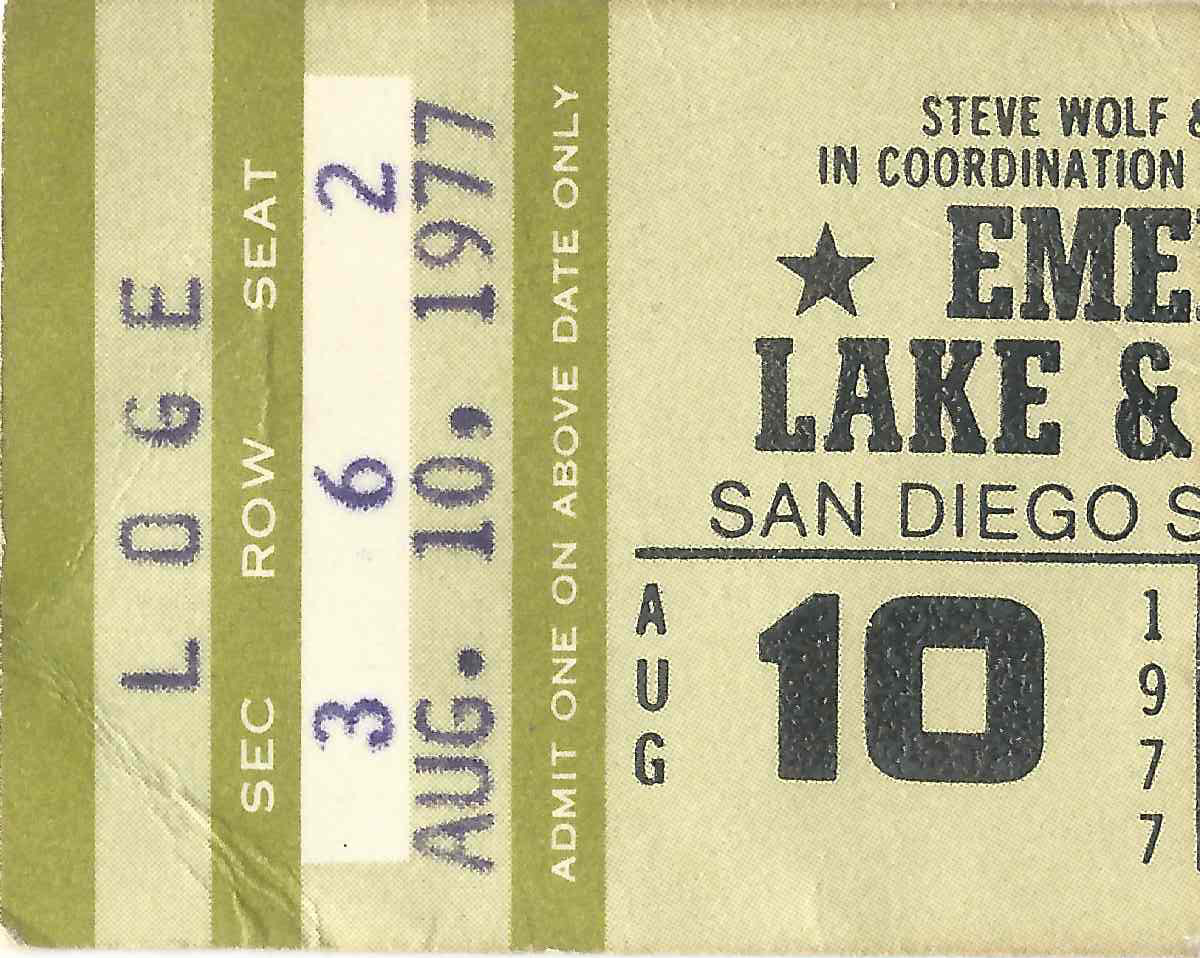 LOGE
SEC ROW SEAT
3 6 2
AUG. 10, 1977
ADMIT ONE ON ABOVE DATE ONLY
STEVE WOLF &
IN COORDINATION
★ EME
LAKE &
SAN DIEGO S
AUG 10 1977